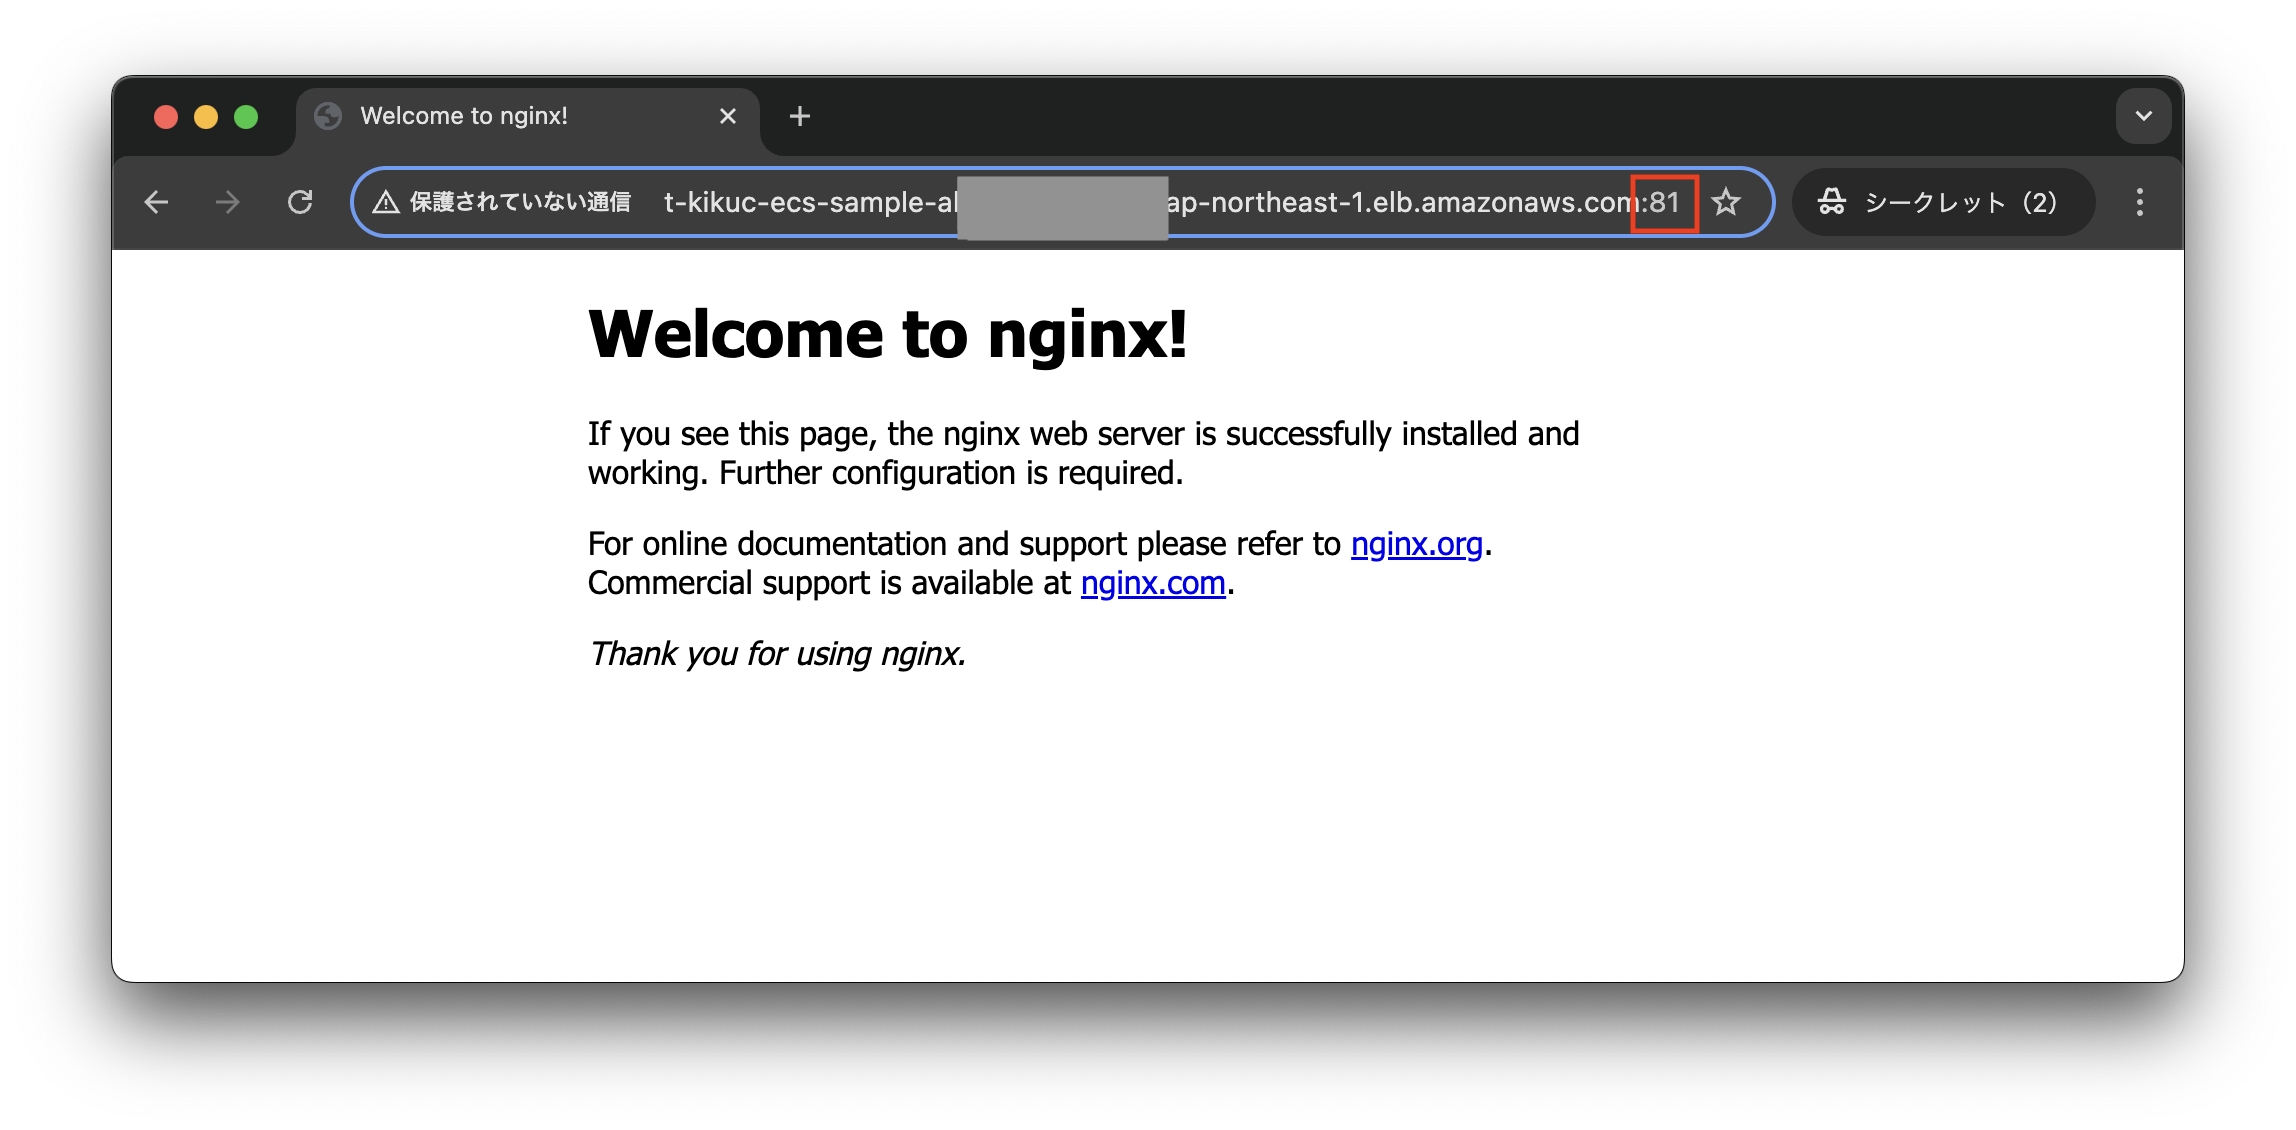 Welcome to nginx!
保護されていない通信 t-kikuc-ecs-sample-al ap-northeast-1.elb.amazonaws.com:81 シークレット（2）
Welcome to nginx!
If you see this page, the nginx web server is successfully installed and
working. Further configuration is required.
For online documentation and support please refer to nginx.org.
Commercial support is available at nginx.com.
Thank you for using nginx.